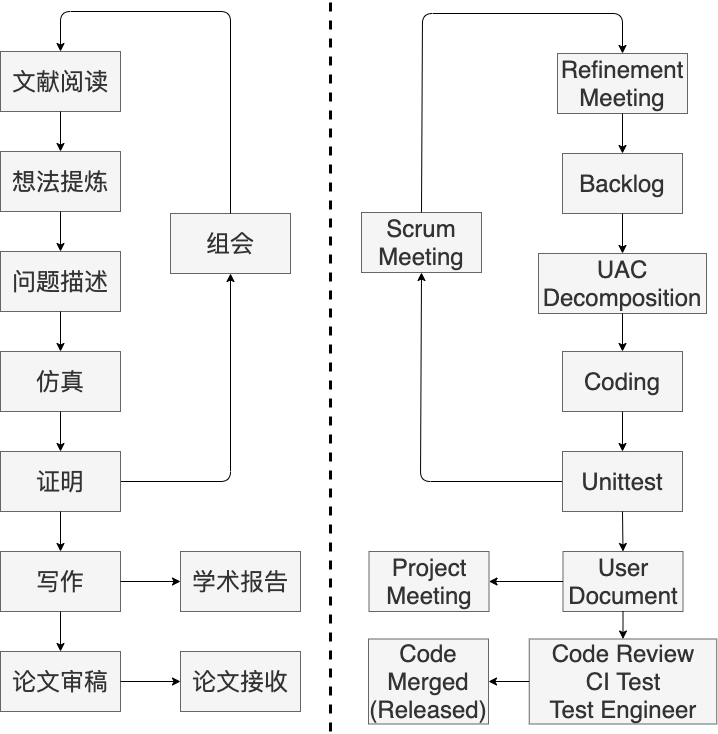 文献阅读
想法提炼
问题描述
仿真
证明
写作
论文审稿
组会
学术报告
论文接收
Scrum
Meeting
Refinement
Meeting
Backlog
UAC
Decomposition
Coding
Unittest
User
Document
Project
Meeting
Code Review
CI Test
Test Engineer
Code
Merged
(Released)